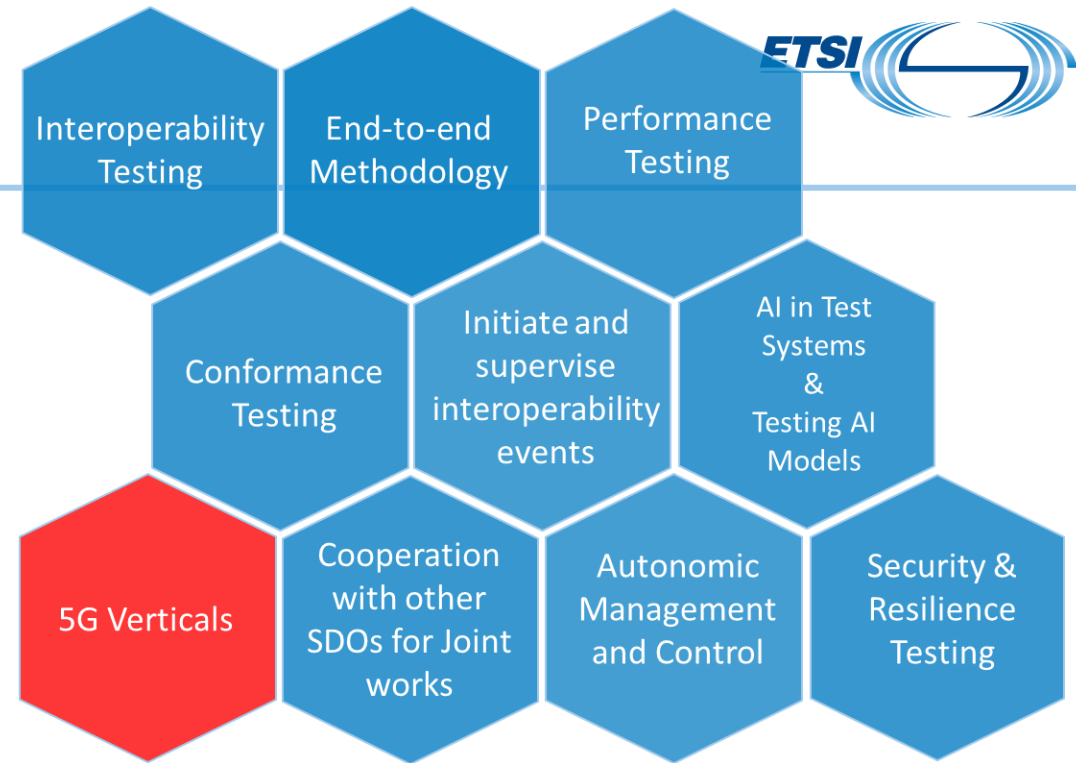 ETSI
Interoperability
Testing
End-to-end
Methodology
Performance
Testing
Conformance
Testing
Initiate and
supervise
interoperability
events
AI in Test
Systems
&
Testing AI
Models
5G Verticals
Cooperation
with other
SDOs for Joint
works
Autonomic
Management
and Control
Security &
Resilience
Testing